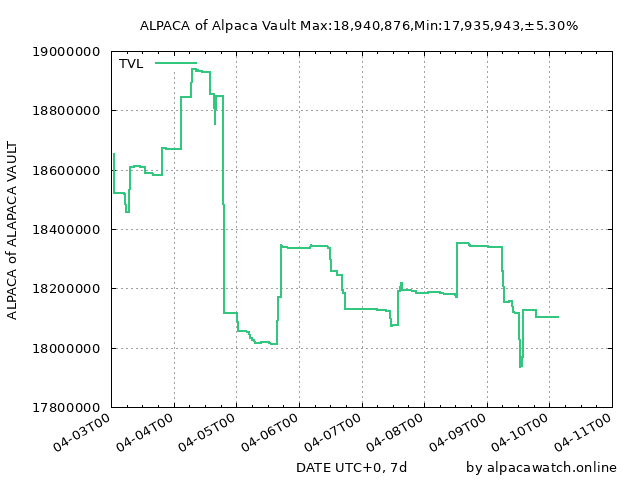 ALPACA of Alpaca Vault Max:18,940,876,Min:17,935,943,±5.30%
TVL
ALPACA of ALAPACA VAULT
19000000
18800000
18600000
18400000
18200000
18000000
17800000
04-03T00
04-04T00
04-05T00
04-06T00
04-07T00
04-08T00
04-09T00
04-10T00
04-11T00
DATE UTC+0, 7d
by alpacawatch.online